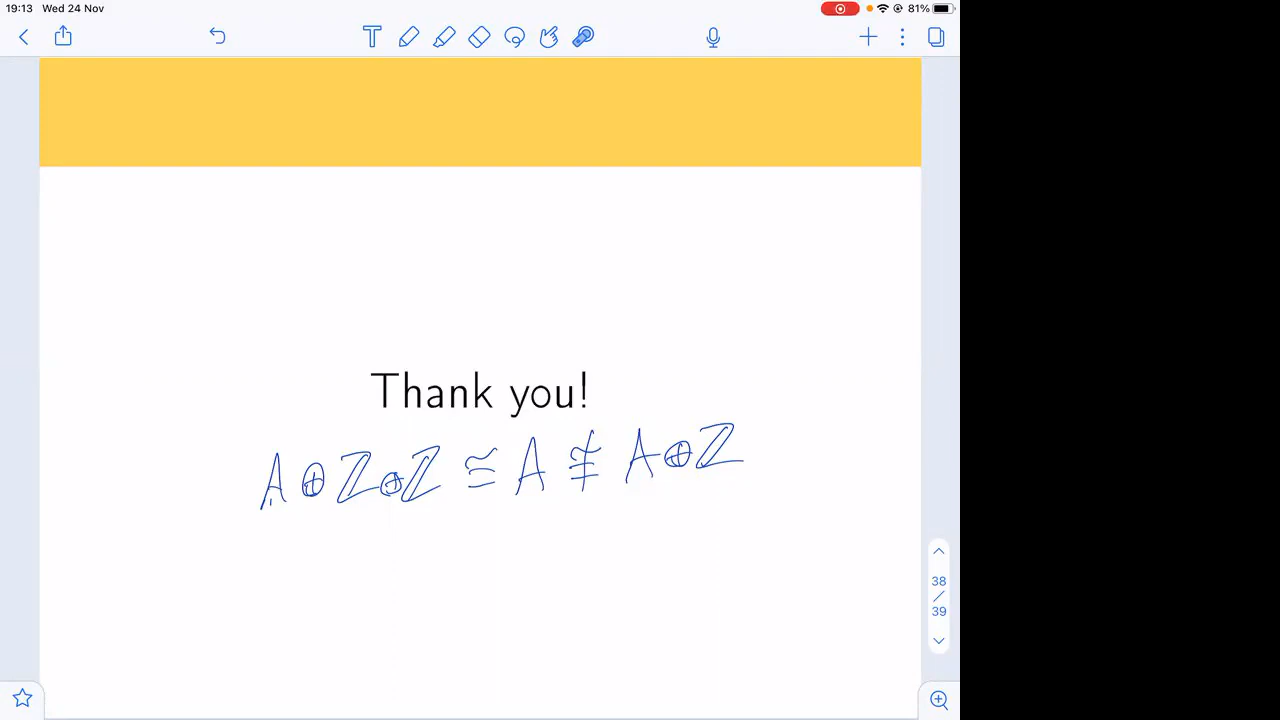 19:13 Wed 24 Nov
81%
Thank you!
A ⊕ ℤ ⊕ ℤ ≅ A ≇ A ⊕ ℤ
38
/
39